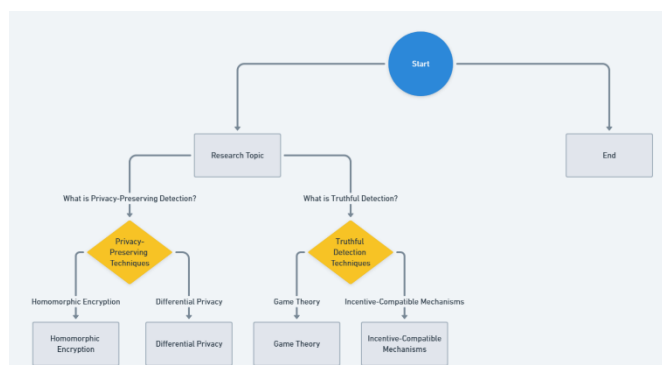 Start
Research Topic
End
What is Privacy-Preserving Detection?
What is Truthful Detection?
Privacy-
Preserving
Techniques
Truthful
Detection
Techniques
Homomorphic Encryption
Differential Privacy
Game Theory
Incentive-Compatible Mechanisms
Homomorphic
Encryption
Differential Privacy
Game Theory
Incentive-Compatible
Mechanisms